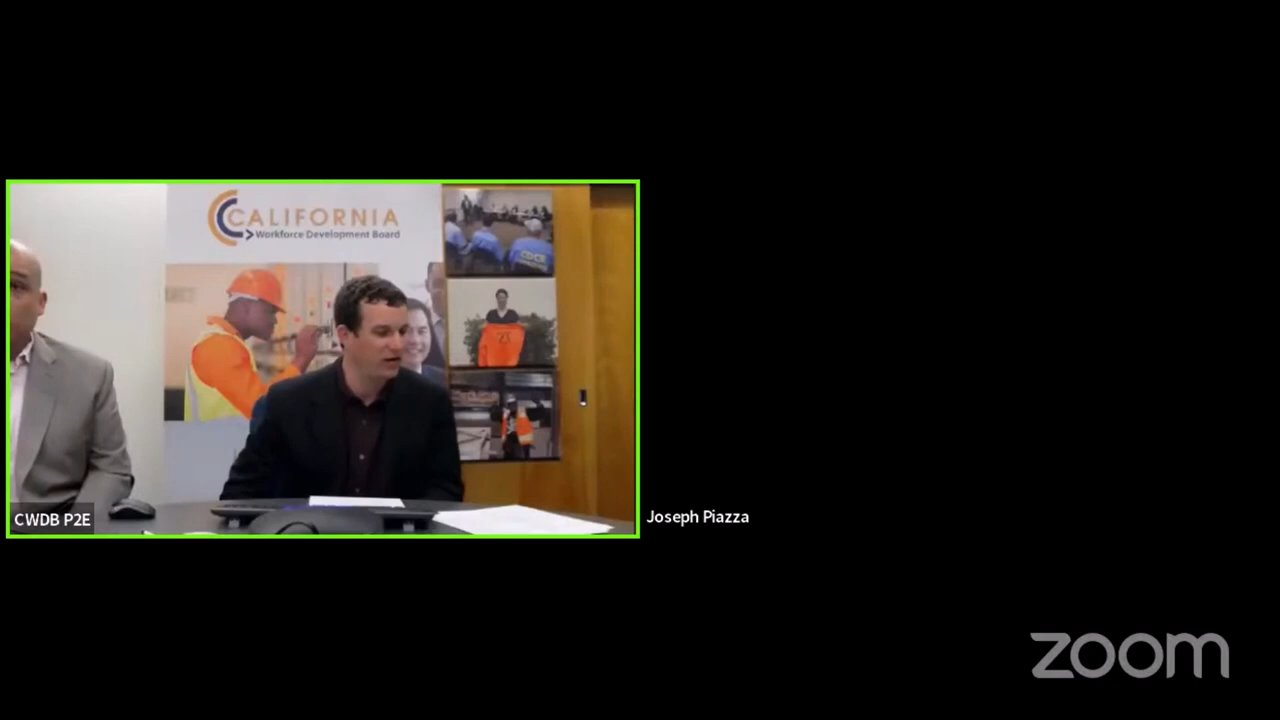 CALIFORNIA
Workforce Development Board
CWDB P2E
Joseph Piazza
zoom